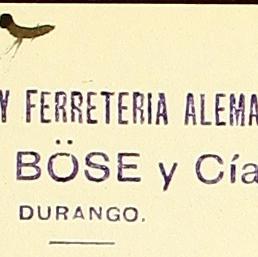 Y FERRETERIA ALEMA
BÖSE y Cía
DURANGO.